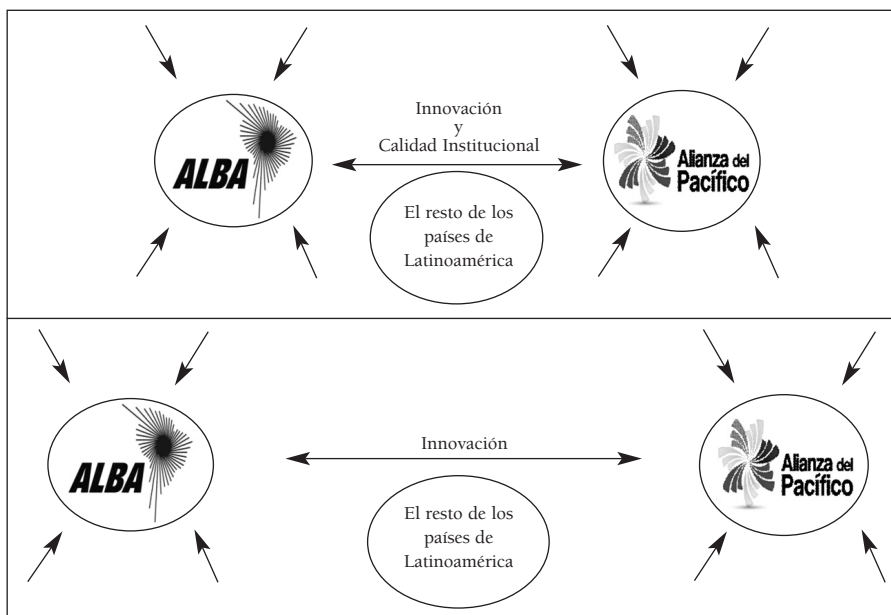 Innovación
y
Calidad Institucional
ALBA
Alianza del
Pacífico
El resto de los
países de
Latinoamérica
Innovación
ALBA
Alianza del
Pacífico
El resto de los
países de
Latinoamérica